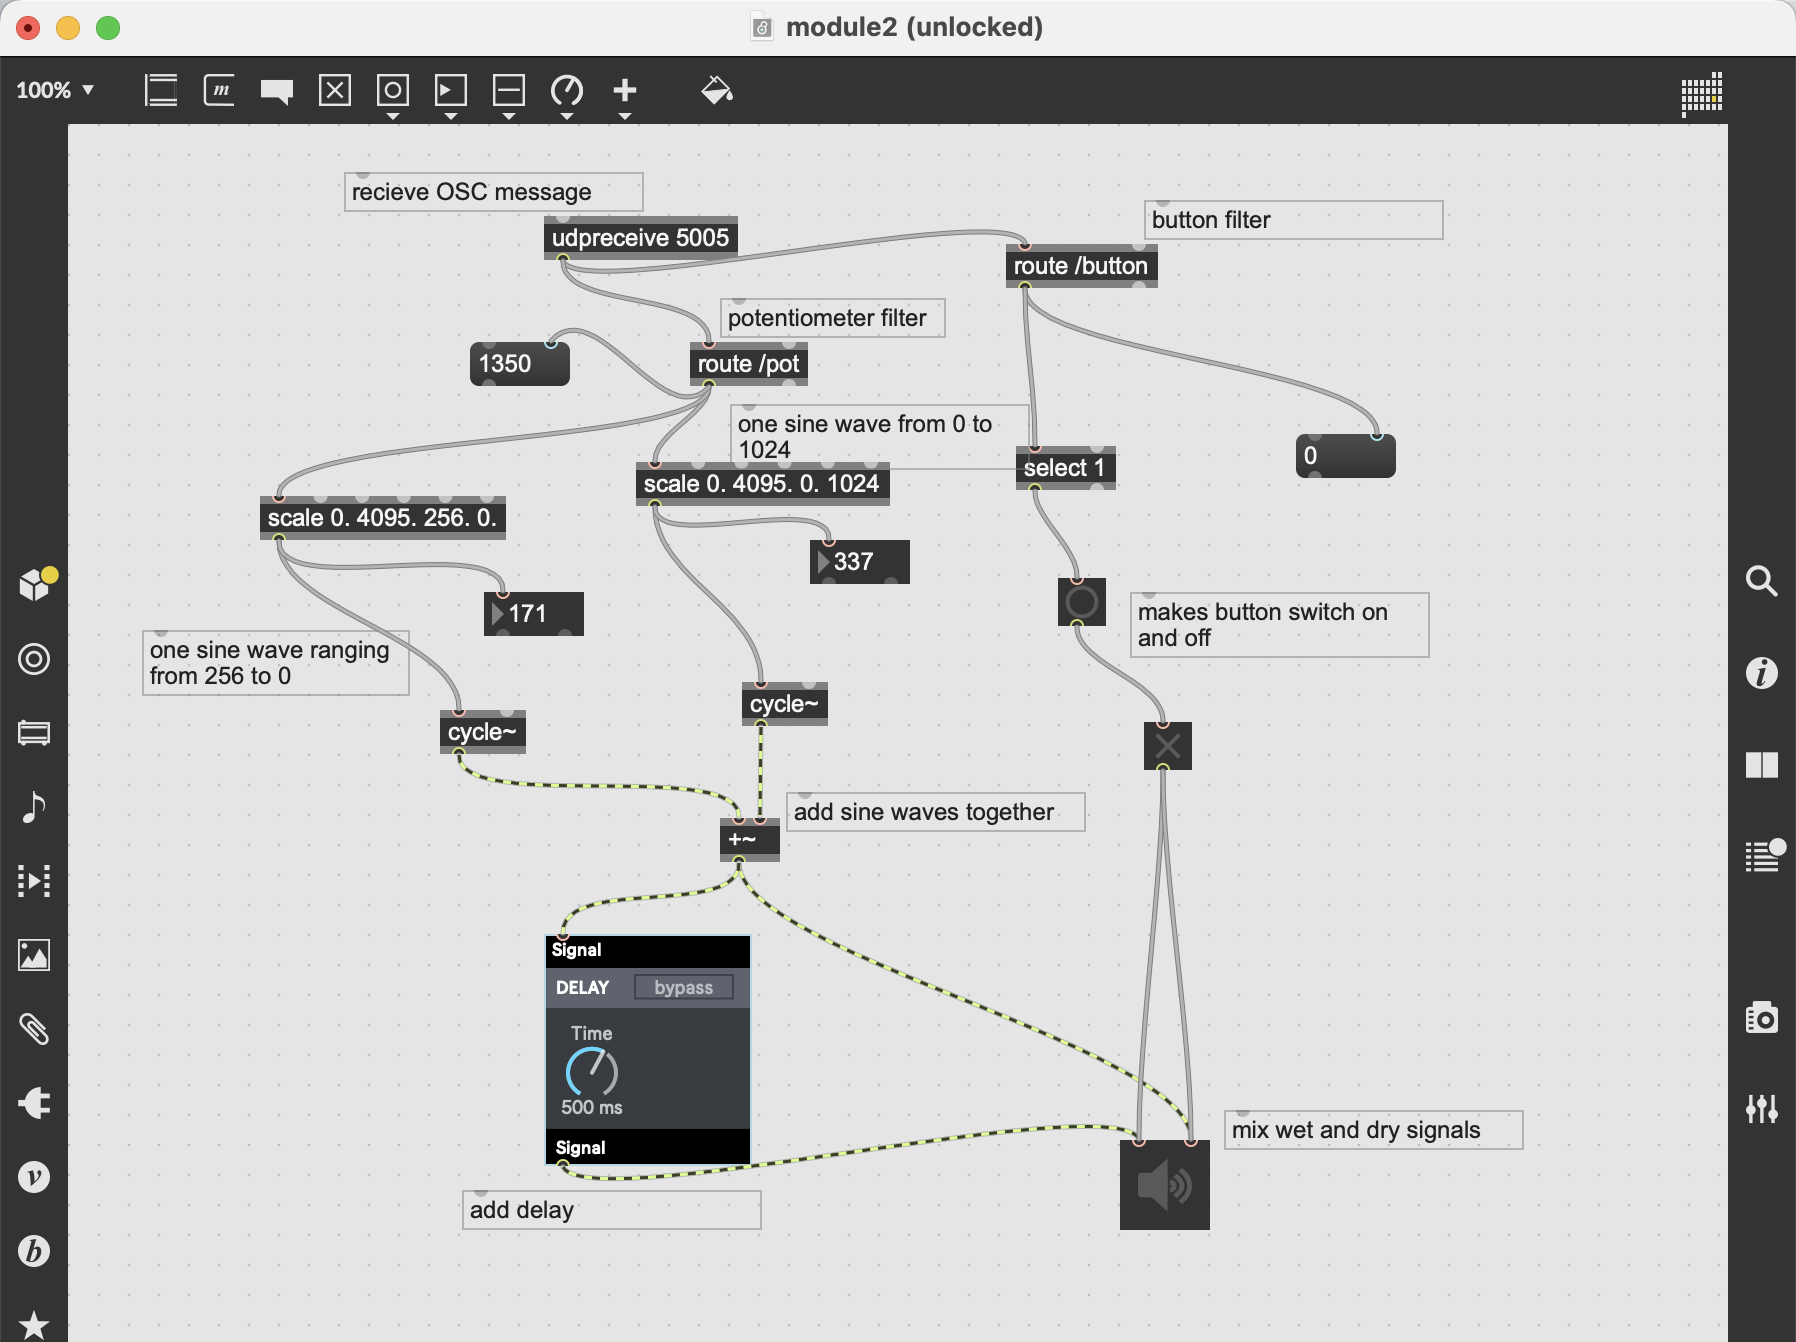 module2 (unlocked)
100%
m
recieve OSC message
udpreceive 5005
button filter
route /button
potentiometer filter
1350
route /pot
one sine wave from 0 to
1024
0
select 1
scale 0. 4095. 0. 1024
scale 0. 4095. 256. 0.
337
171
makes button switch on
and off
one sine wave ranging
from 256 to 0
cycle~
cycle~
add sine waves together
+~
Signal
DELAY
bypass
Time
500 ms
Signal
mix wet and dry signals
add delay
i
v
b